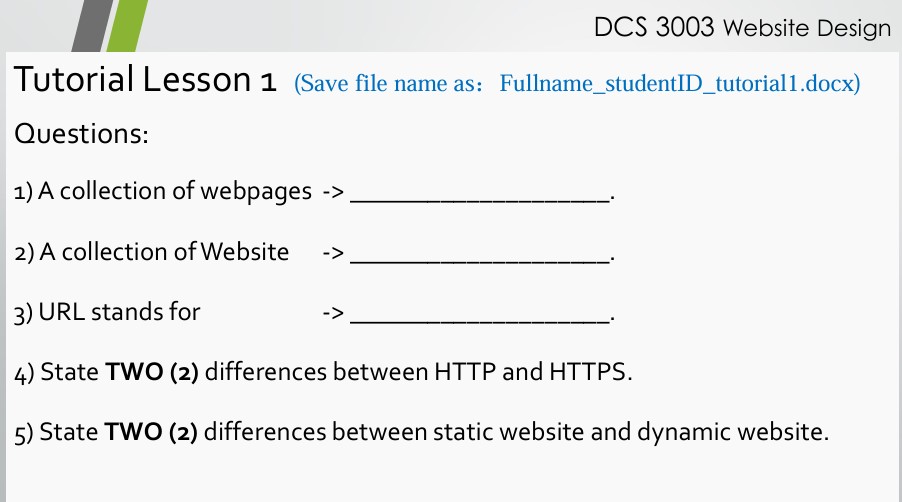 DCS 3003 Website Design
Tutorial Lesson 1 (Save file name as: Fullname_studentID_tutorial1.docx)
Questions:
1) A collection of webpages -> ____________________.
2) A collection of Website -> ____________________.
3) URL stands for -> ____________________.
4) State TWO (2) differences between HTTP and HTTPS.
5) State TWO (2) differences between static website and dynamic website.